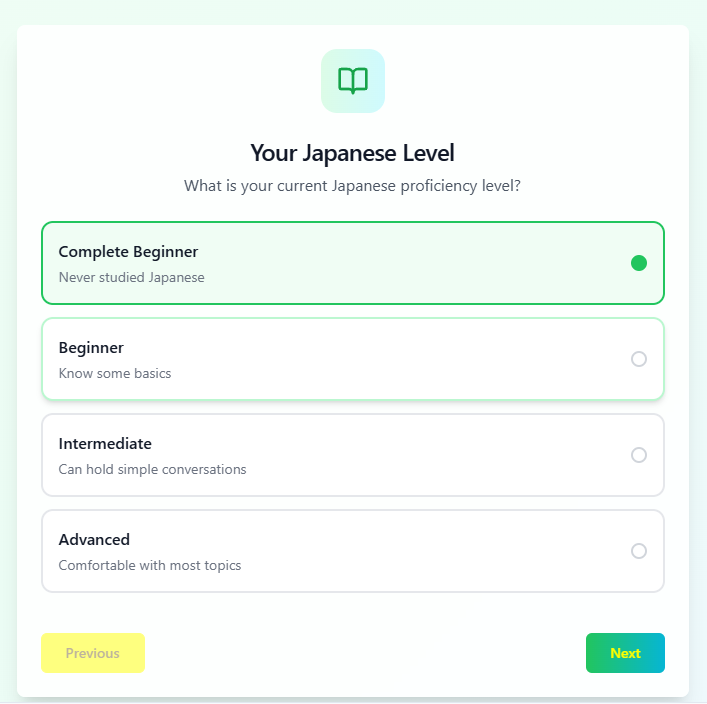 Your Japanese Level
What is your current Japanese proficiency level?
Complete Beginner
Never studied Japanese
Beginner
Know some basics
Intermediate
Can hold simple conversations
Advanced
Comfortable with most topics
Previous
Next